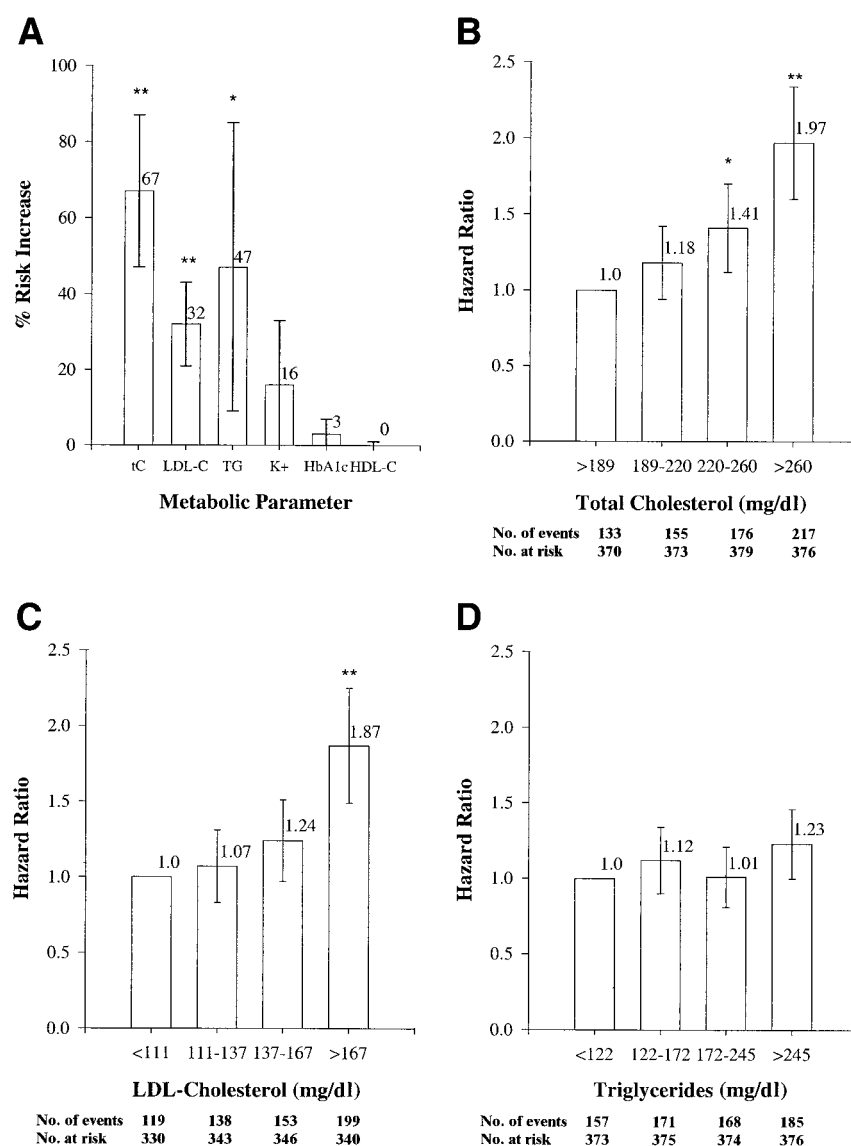 A
100
80
60
40
20
0
% Risk Increase
**
67
**
32
*
47
16
3
0
tC LDL-C TG K+ HbA1c HDL-C
Metabolic Parameter
B
2.5
2.0
1.5
1.0
0.5
0.0
Hazard Ratio
1.0
1.18
*
1.41
**
1.97
>189 189-220 220-260 >260
Total Cholesterol (mg/dl)
No. of events 133 155 176 217
No. at risk 370 373 379 376
C
2.5
2.0
1.5
1.0
0.5
0.0
Hazard Ratio
1.0
1.07
1.24
**
1.87
<111 111-137 137-167 >167
LDL-Cholesterol (mg/dl)
No. of events 119 138 153 199
No. at risk 330 343 346 340
D
2.5
2.0
1.5
1.0
0.5
0.0
Hazard Ratio
1.0
1.12
1.01
1.23
<122 122-172 172-245 >245
Triglycerides (mg/dl)
No. of events 157 171 168 185
No. at risk 373 375 374 376